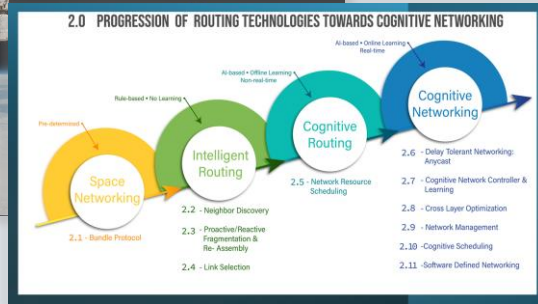 2.0 PROGRESSION OF ROUTING TECHNOLOGIES TOWARDS COGNITIVE NETWORKING
Pre-determined
Space
Networking
2.1 - Bundle Protocol
Rule-based • No Learning
Intelligent
Routing
2.2 - Neighbor Discovery
2.3 - Proactive/Reactive
Fragmentation &
Re- Assembly
2.4 - Link Selection
AI-based • Offline Learning
Non-real-time
Cognitive
Routing
2.5 - Network Resource
Scheduling
AI-based • Online Learning
Real-time
Cognitive
Networking
2.6 - Delay Tolerant Networking:
Anycast
2.7 - Cognitive Network Controller &
Learning
2.8 - Cross Layer Optimization
2.9 - Network Management
2.10 -Cognitive Scheduling
2.11 -Software Defined Networking